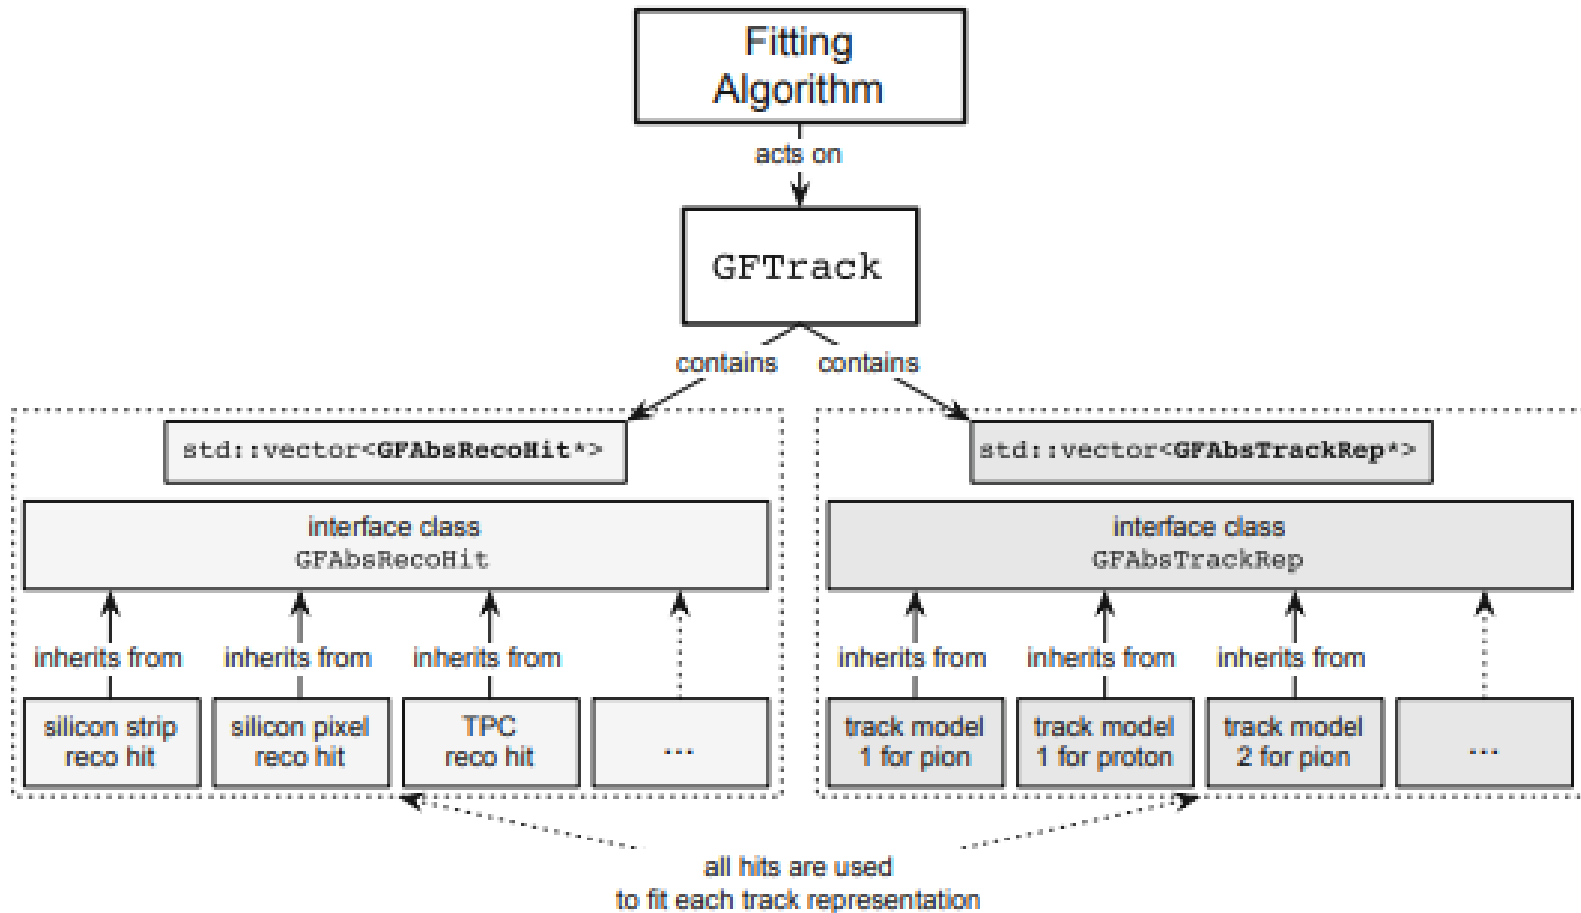 Fitting
Algorithm
acts on
GFTrack
contains
contains
std::vector<GFAbsRecoHit*>
std::vector<GFAbsTrackRep*>
interface class
GFAbsRecoHit
interface class
GFAbsTrackRep
inherits from
inherits from
inherits from
inherits from
inherits from
inherits from
silicon strip
reco hit
silicon pixel
reco hit
TPC
reco hit
...
track model
1 for pion
track model
1 for proton
track model
2 for pion
...
all hits are used
to fit each track representation